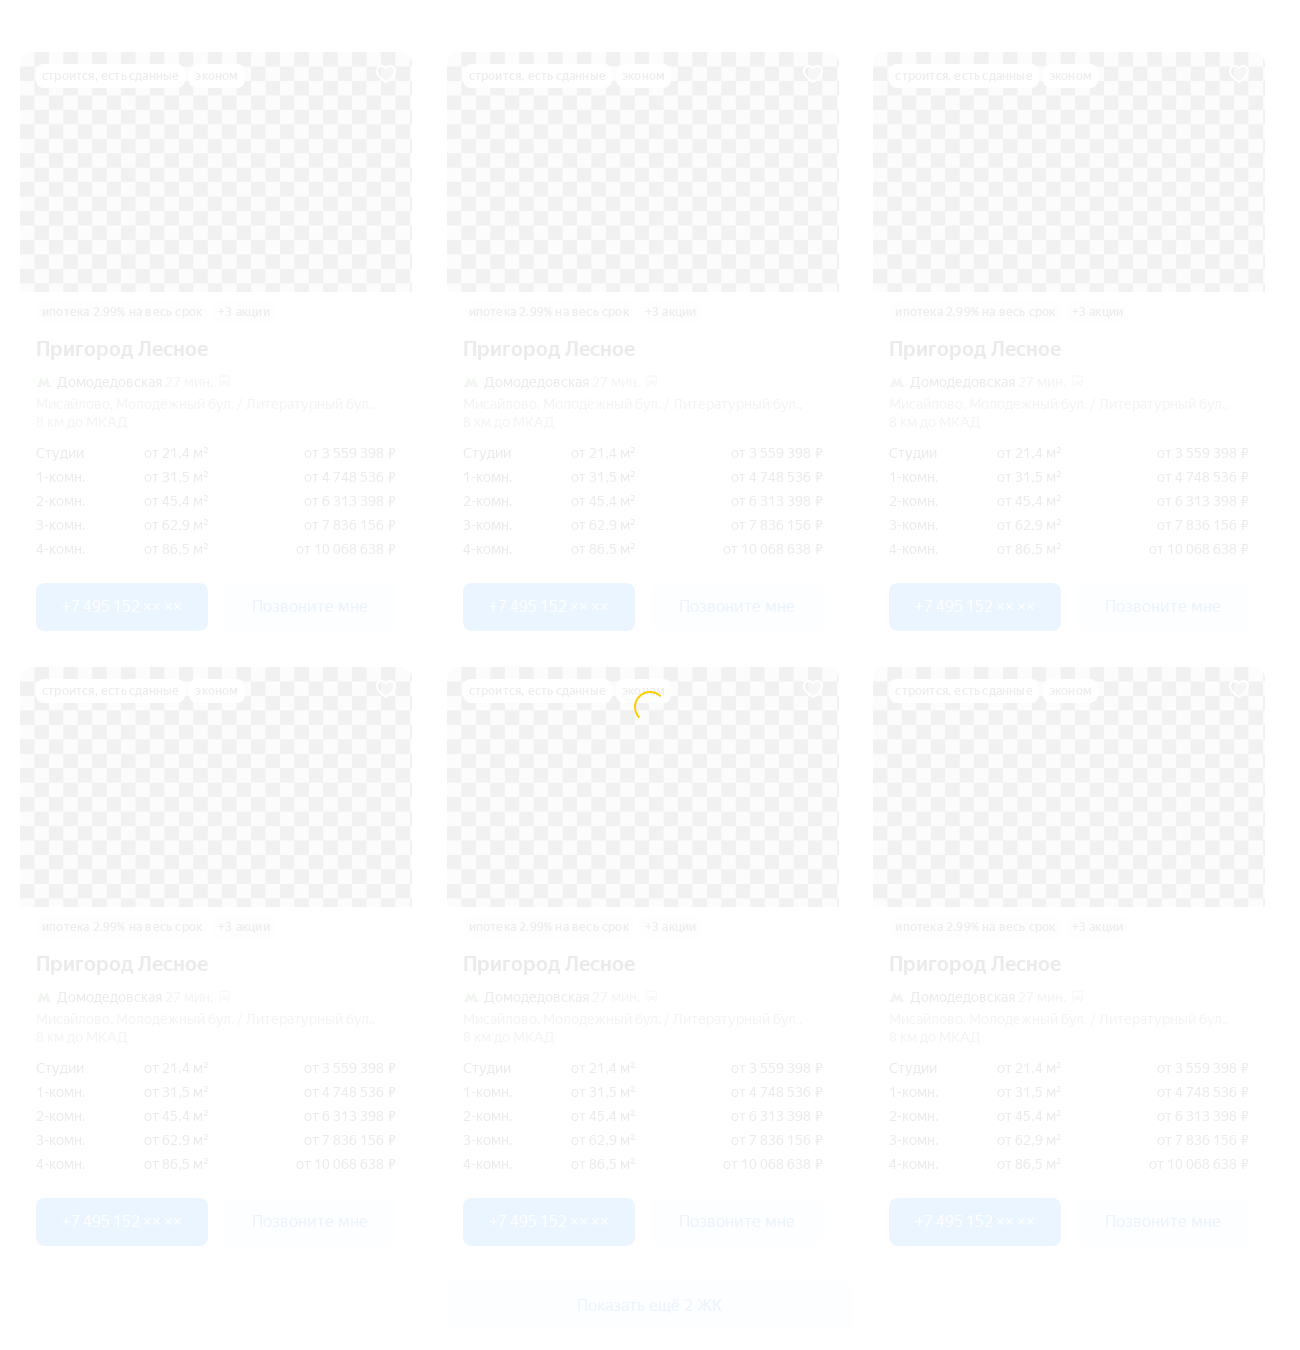 строится, есть сданные эконом строится, есть сданные эконом строится, есть сданные эконом
ипотека 2.99% на весь срок +3 акции ипотека 2.99% на весь срок +3 акции ипотека 2.99% на весь срок +3 акции
Пригород Лесное Пригород Лесное Пригород Лесное
Домодедовская 27 мин. Домодедовская 27 мин. Домодедовская 27 мин.
Мисайлово, Молодёжный бул. / Литературный бул., Мисайлово, Молодёжный бул. / Литературный бул., Мисайлово, Молодёжный бул. / Литературный бул.,
8 км до МКАД 8 км до МКАД 8 км до МКАД
Студии от 21,4 м² от 3 559 398 ₽ Студии от 21,4 м² от 3 559 398 ₽ Студии от 21,4 м² от 3 559 398 ₽
1-комн. от 31,5 м² от 4 748 536 ₽ 1-комн. от 31,5 м² от 4 748 536 ₽ 1-комн. от 31,5 м² от 4 748 536 ₽
2-комн. от 45,4 м² от 6 313 398 ₽ 2-комн. от 45,4 м² от 6 313 398 ₽ 2-комн. от 45,4 м² от 6 313 398 ₽
3-комн. от 62,9 м² от 7 836 156 ₽ 3-комн. от 62,9 м² от 7 836 156 ₽ 3-комн. от 62,9 м² от 7 836 156 ₽
4-комн. от 86,5 м² от 10 068 638 ₽ 4-комн. от 86,5 м² от 10 068 638 ₽ 4-комн. от 86,5 м² от 10 068 638 ₽
+7 495 152 ×× ×× Позвоните мне +7 495 152 ×× ×× Позвоните мне +7 495 152 ×× ×× Позвоните мне
строится, есть сданные эконом строится, есть сданные эконом строится, есть сданные эконом
ипотека 2.99% на весь срок +3 акции ипотека 2.99% на весь срок +3 акции ипотека 2.99% на весь срок +3 акции
Пригород Лесное Пригород Лесное Пригород Лесное
Домодедовская 27 мин. Домодедовская 27 мин. Домодедовская 27 мин.
Мисайлово, Молодёжный бул. / Литературный бул., Мисайлово, Молодёжный бул. / Литературный бул., Мисайлово, Молодёжный бул. / Литературный бул.,
8 км до МКАД 8 км до МКАД 8 км до МКАД
Студии от 21,4 м² от 3 559 398 ₽ Студии от 21,4 м² от 3 559 398 ₽ Студии от 21,4 м² от 3 559 398 ₽
1-комн. от 31,5 м² от 4 748 536 ₽ 1-комн. от 31,5 м² от 4 748 536 ₽ 1-комн. от 31,5 м² от 4 748 536 ₽
2-комн. от 45,4 м² от 6 313 398 ₽ 2-комн. от 45,4 м² от 6 313 398 ₽ 2-комн. от 45,4 м² от 6 313 398 ₽
3-комн. от 62,9 м² от 7 836 156 ₽ 3-комн. от 62,9 м² от 7 836 156 ₽ 3-комн. от 62,9 м² от 7 836 156 ₽
4-комн. от 86,5 м² от 10 068 638 ₽ 4-комн. от 86,5 м² от 10 068 638 ₽ 4-комн. от 86,5 м² от 10 068 638 ₽
+7 495 152 ×× ×× Позвоните мне +7 495 152 ×× ×× Позвоните мне +7 495 152 ×× ×× Позвоните мне
Показать ещё 2 ЖК